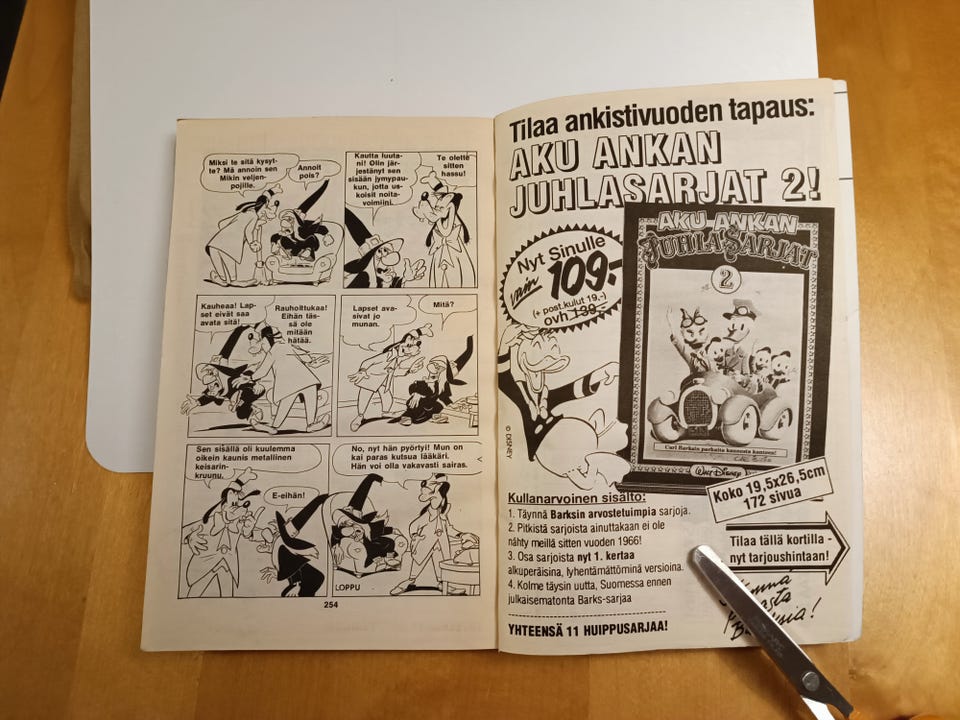 Miksi te sitä kysyt-
te? Mä annoin sen
Mikin veljen-
pojille.
Annoit
pois?
Kautta luuta-
ni! Olin jär-
jestänyt sen
sisään jymypau-
kun, jotta us-
koisit noita-
voimiini.
Te olette
sitten
hassu!
Kauheaa! Lap-
set eivät saa
avata sitä!
Rauhoittukaa!
Eihän täs-
sä ole
mitään
hätää.
Lapset ava-
sivat jo
munan.
Mitä?
Sen sisällä oli kuulemma
oikein kaunis metallinen
keisarin-
kruunu.
E-eihän!
No, nyt hän pyörtyi! Mun on
kai paras kutsua lääkäri.
Hän voi olla vakavasti sairas.
LOPPU
254
Tilaa ankistivuoden tapaus:
AKU ANKAN
JUHLASARJAT 2!
Nyt Sinulle
vain 109,-
(+ post.kulut 19,-)
ovh. 139,-
AKU ANKAN
JUHLASARJAT
2
Carl Barksin parhaita kannesta kanteen!
WALT DISNEY
© DISNEY
Koko 19,5x26,5cm
172 sivua
Kullanarvoinen sisältö:
1. Täynnä Barksin arvostetuimpia sarjoja.
2. Pitkistä sarjoista ainuttakaan ei ole
nähty meillä sitten vuoden 1966!
3. Osa sarjoista nyt 1. kertaa
alkuperäisinä, lyhentämättöminä versioina.
4. Kolme täysin uutta, Suomessa ennen
julkaisematonta Barks-sarjaa
YHTEENSÄ 11 HUIPPUSARJAA!
Tilaa tällä kortilla -
nyt tarjoushintaan!